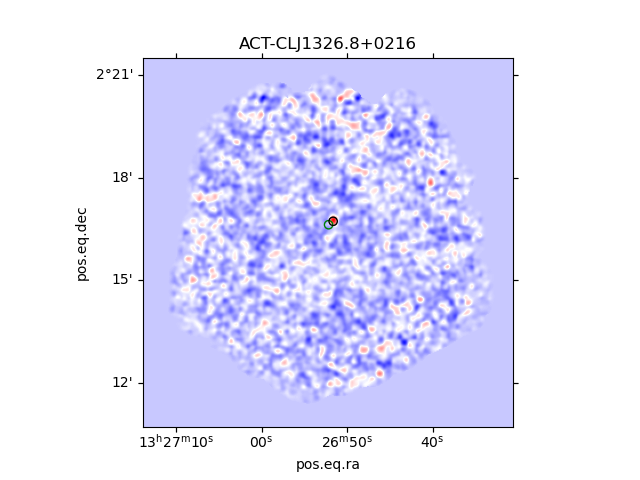 ACT-CLJ1326.8+0216
2°21'
18'
15'
12'
pos.eq.dec
13ʰ27ᵐ10ˢ 00ˢ 26ᵐ50ˢ 40ˢ
pos.eq.ra